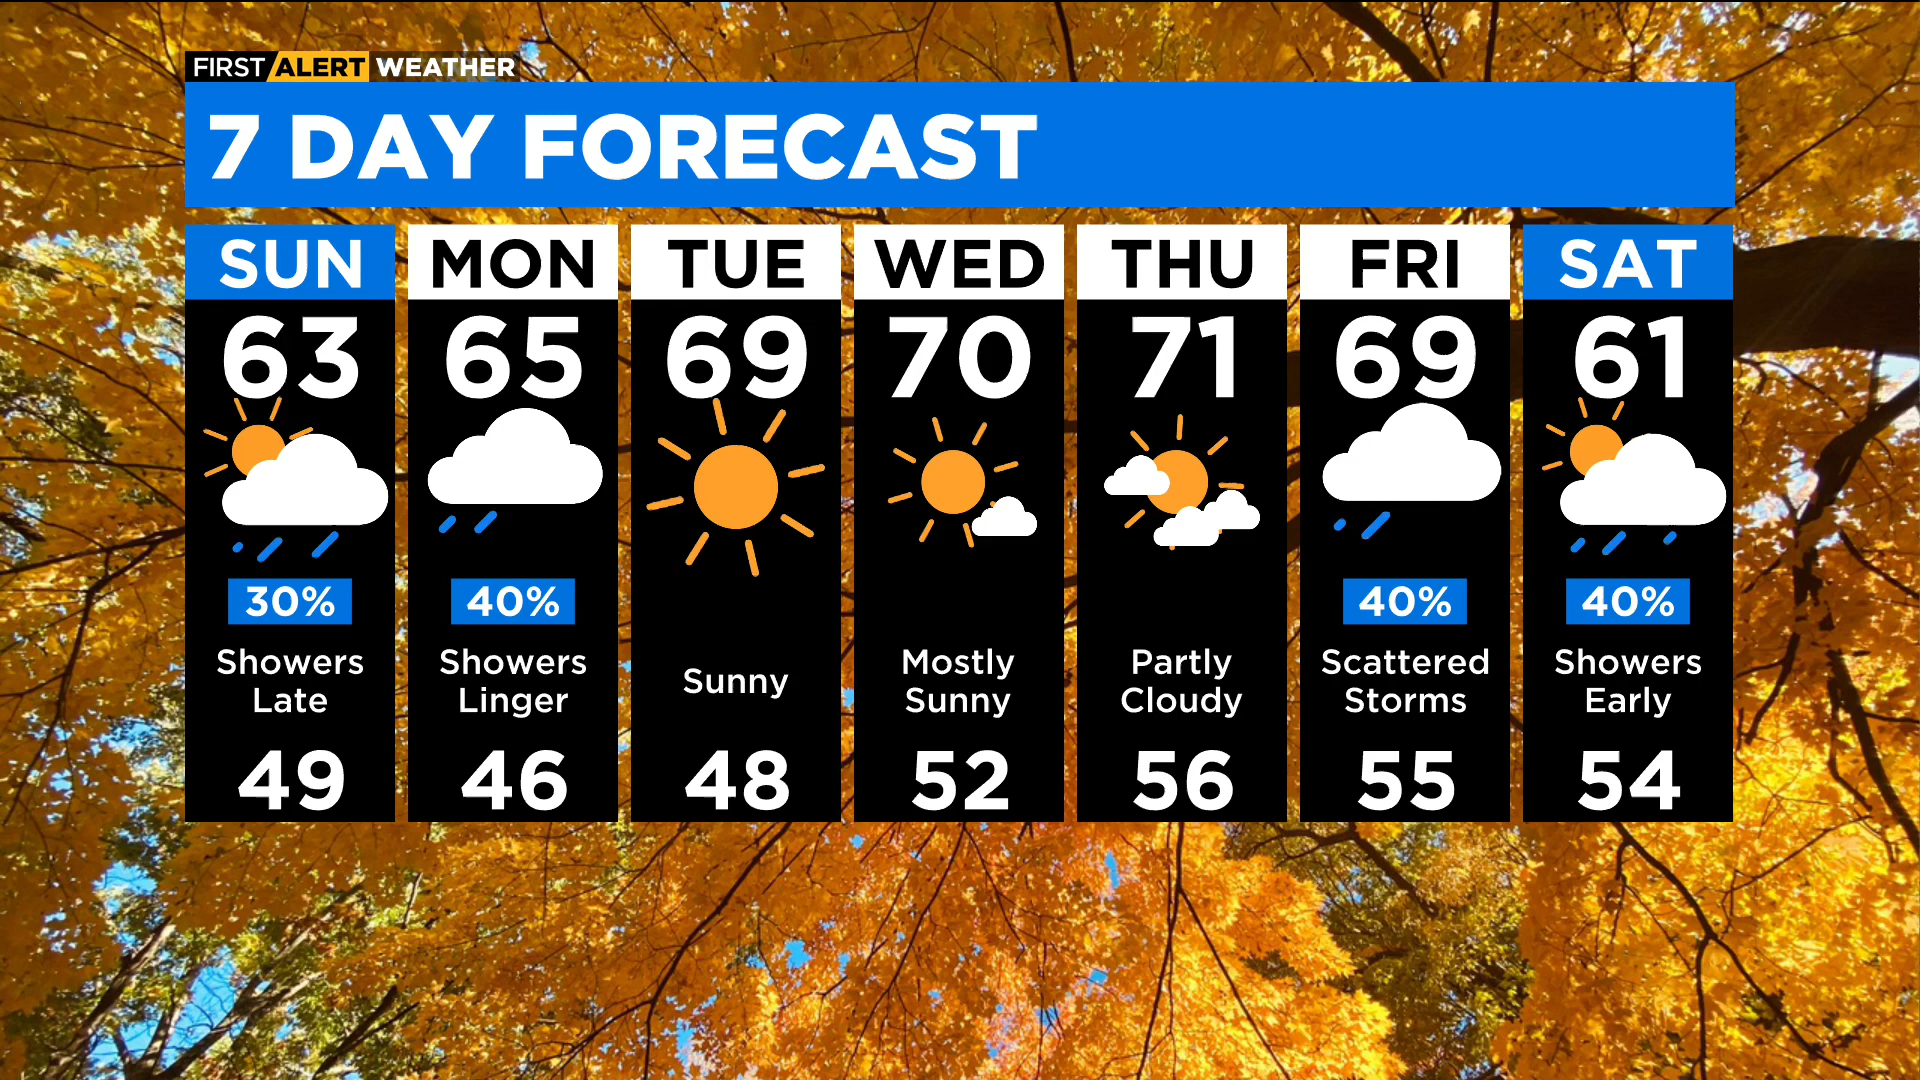 FIRST ALERT WEATHER
7 DAY FORECAST
SUN
63
30%
Showers
Late
49
MON
65
40%
Showers
Linger
46
TUE
69
Sunny
48
WED
70
Mostly
Sunny
52
THU
71
Partly
Cloudy
56
FRI
69
40%
Scattered
Storms
55
SAT
61
40%
Showers
Early
54